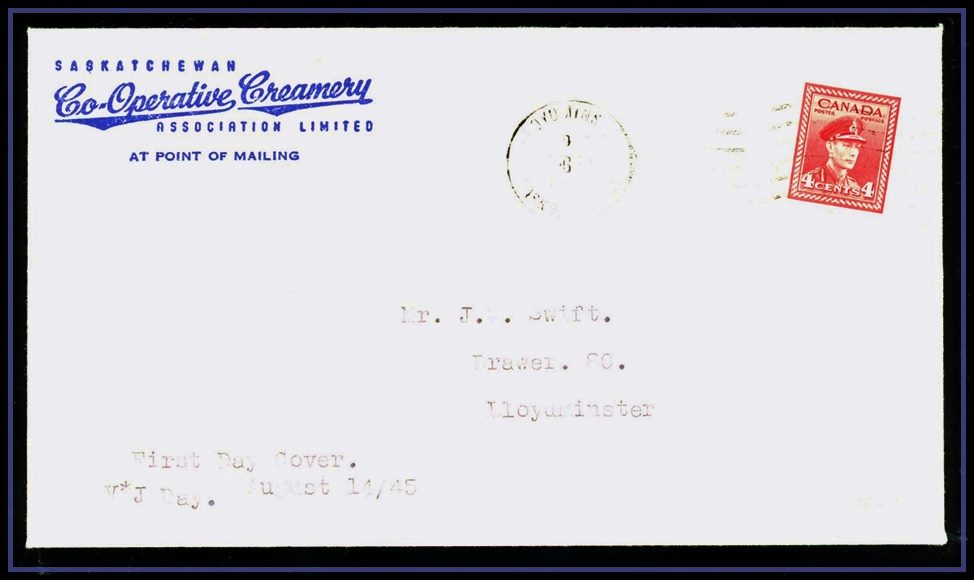 SASKATCHEWAN
Co-Operative Creamery
ASSOCIATION LIMITED
AT POINT OF MAILING
CANADA
POSTES POSTAGE
4 CENTS 4
Mr. J. . Swift.
Drawer. 80.
Lloydminster
First Day Cover.
V*J Day. August 14/45